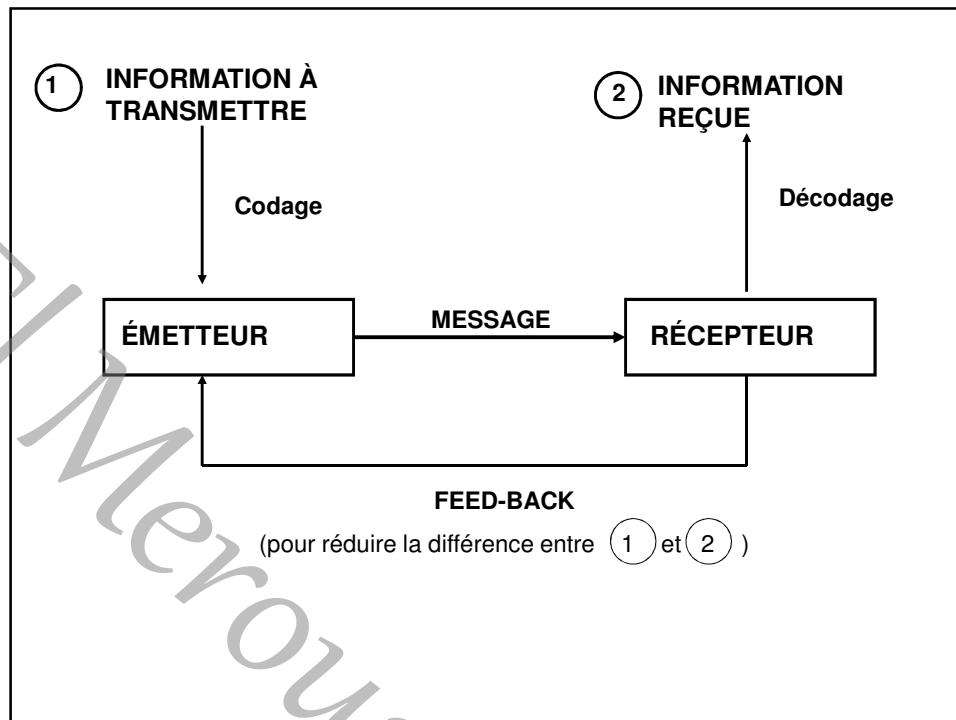 1 INFORMATION À
TRANSMETTRE
2 INFORMATION
REÇUE
Codage
Décodage
ÉMETTEUR
MESSAGE
RÉCEPTEUR
FEED-BACK
(pour réduire la différence entre 1 et 2 )